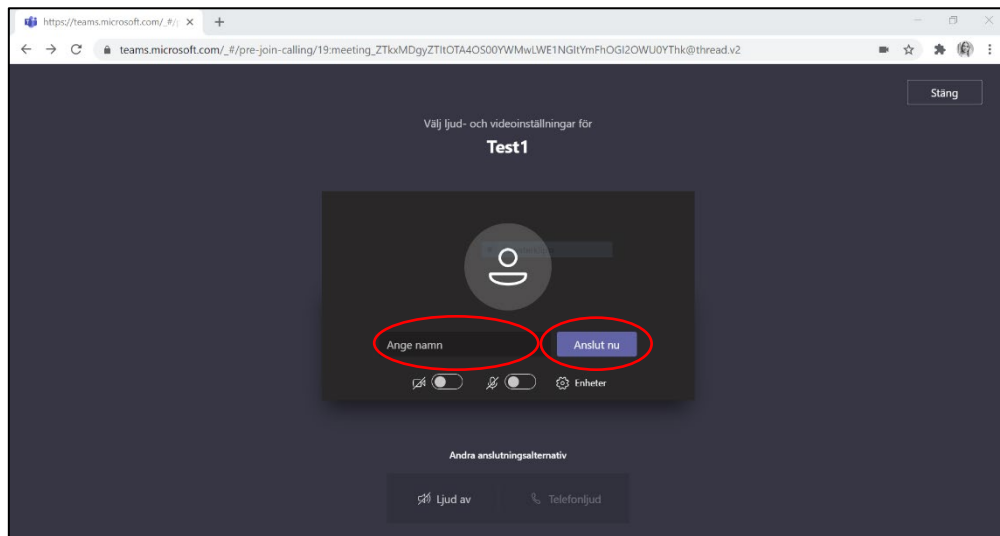 https://teams.microsoft.com/_#/p
teams.microsoft.com/_#/pre-join-calling/19:meeting_ZTkxMDgyZTItOTA4OS00YWMwLWE1NGItYmFhOGI2OWU0YThk@thread.v2
Stäng
Välj ljud- och videoinställningar för
Test1
Ange namn
Anslut nu
Enheter
Andra anslutningsalternativ
Ljud av
Telefonljud